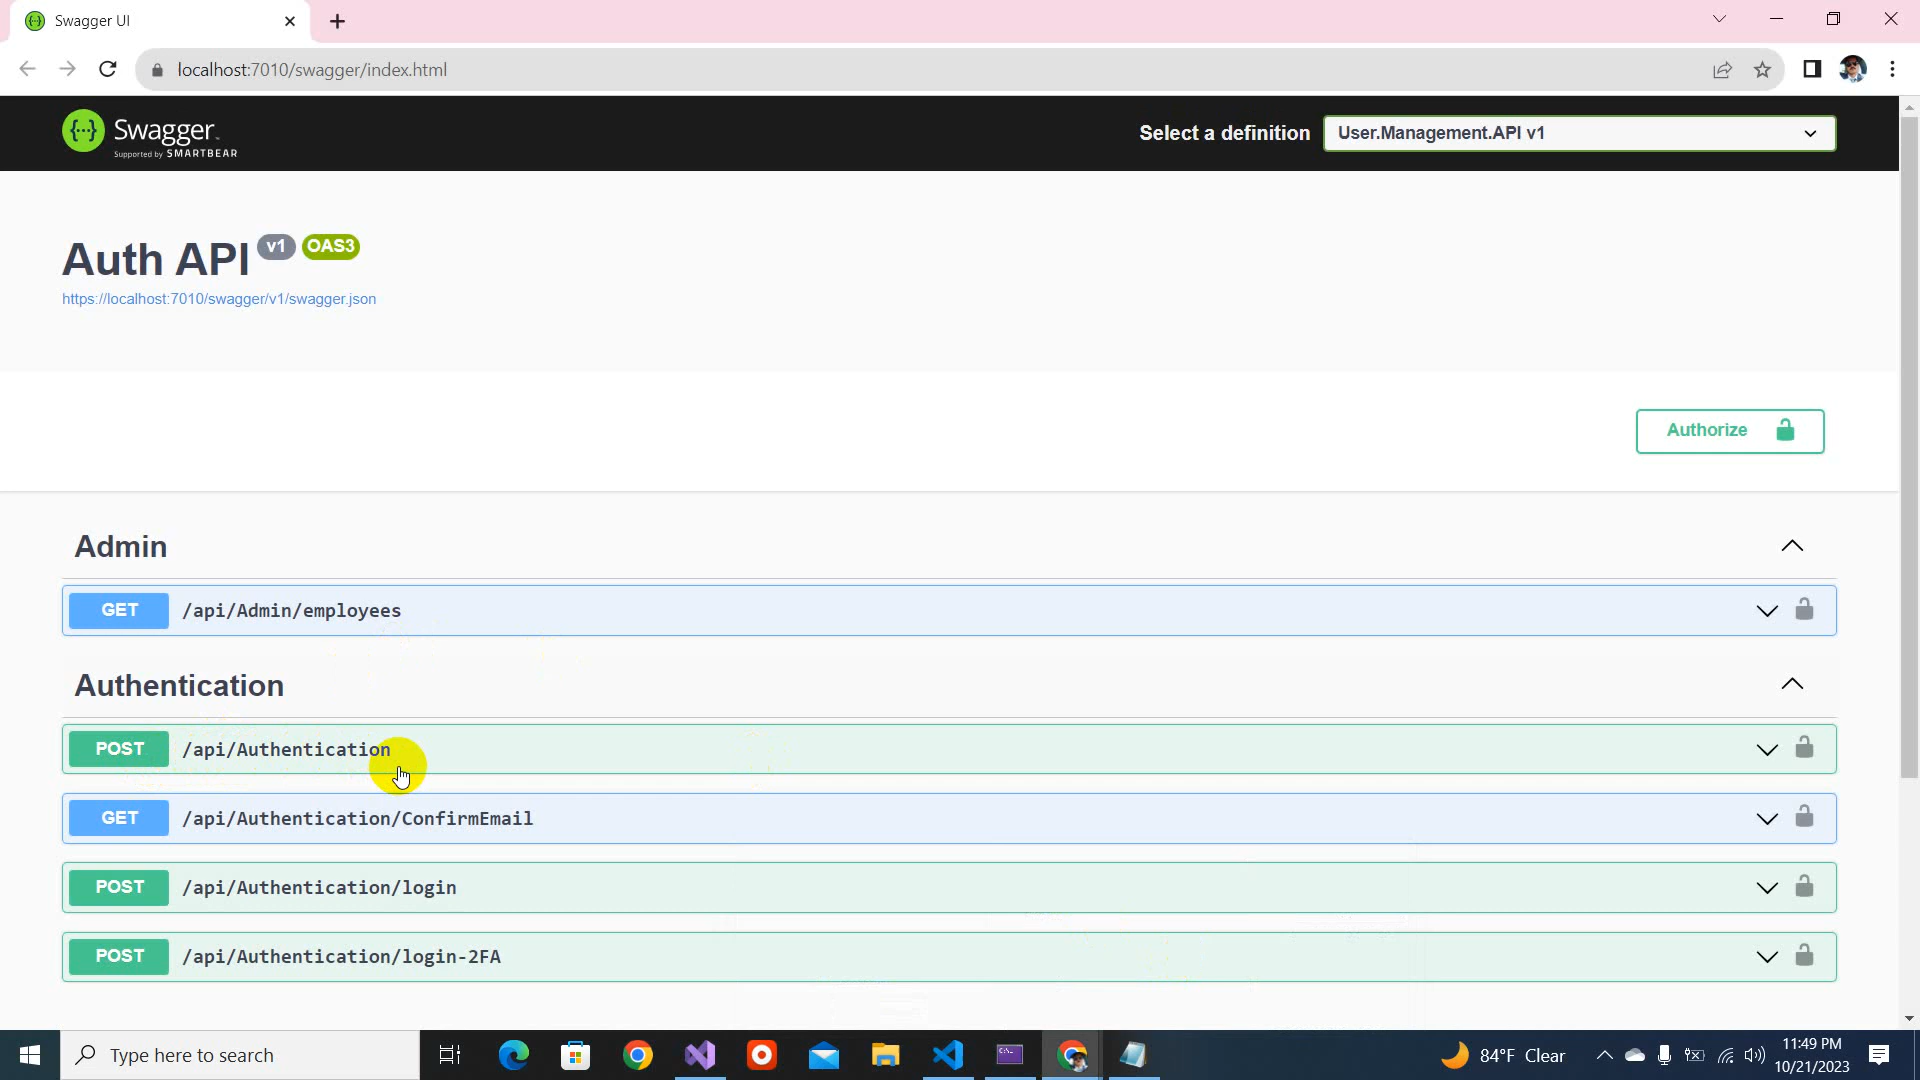 Swagger UI
localhost:7010/swagger/index.html
Swagger
Supported by SMARTBEAR
Select a definition
User.Management.API v1
Auth API v1 OAS3
https://localhost:7010/swagger/v1/swagger.json
Authorize
Admin
GET /api/Admin/employees
Authentication
POST /api/Authentication
GET /api/Authentication/ConfirmEmail
POST /api/Authentication/login
POST /api/Authentication/login-2FA
Type here to search
84°F Clear
11:49 PM
10/21/2023